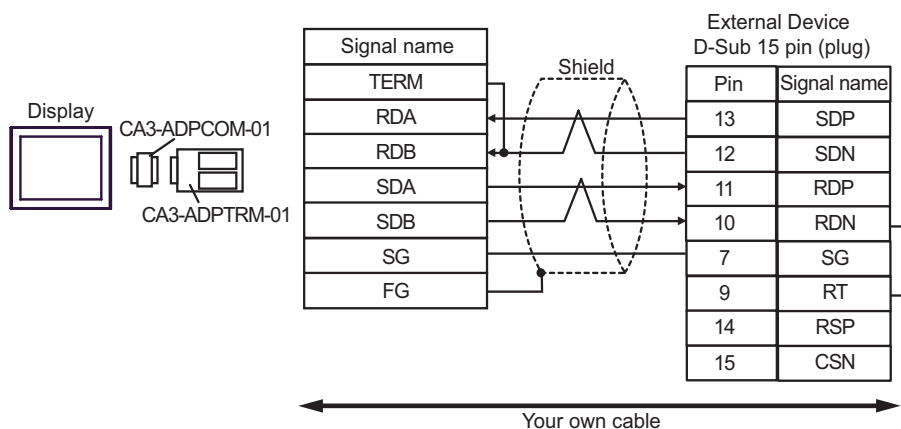 External Device
D-Sub 15 pin (plug)
Display
CA3-ADPCOM-01
CA3-ADPTRM-01
Signal name
TERM
RDA
RDB
SDA
SDB
SG
FG
Shield
Pin Signal name
13 SDP
12 SDN
11 RDP
10 RDN
7 SG
9 RT
14 RSP
15 CSN
Your own cable